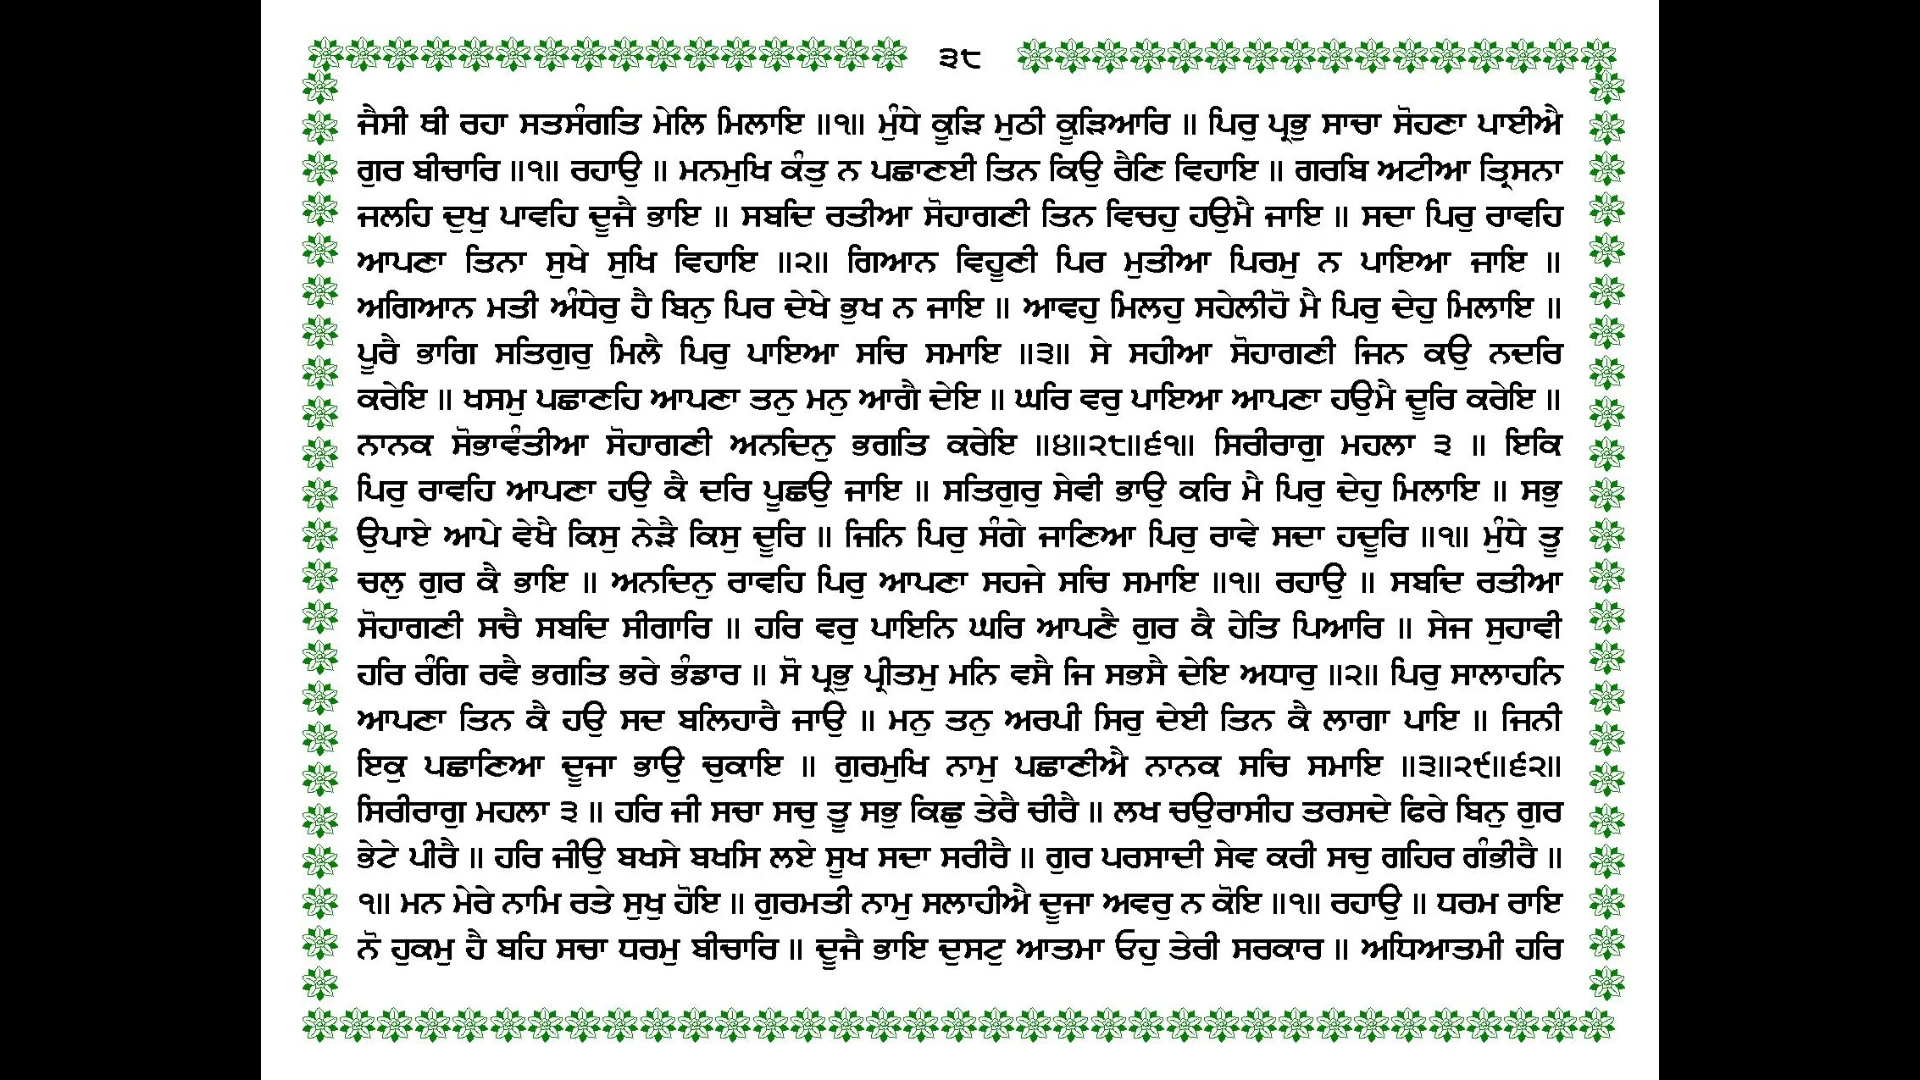 ੩੮
ਜੈਸੀ ਥੀ ਰਹਾ ਸਤਸੰਗਤਿ ਮੇਲਿ ਮਿਲਾਇ ॥੧॥ ਮੁੰਧੇ ਕੂੜਿ ਮੁਠੀ ਕੂੜਿਆਰਿ ॥ ਪਿਰੁ ਪ੍ਰਭੁ ਸਾਚਾ ਸੋਹਣਾ ਪਾਈਐ
ਗੁਰ ਬੀਚਾਰਿ ॥੧॥ ਰਹਾਉ ॥ ਮਨਮੁਖਿ ਕੰਤੁ ਨ ਪਛਾਣਈ ਤਿਨ ਕਿਉ ਰੈਣਿ ਵਿਹਾਇ ॥ ਗਰਬਿ ਅਟੀਆ ਤ੍ਰਿਸਨਾ
ਜਲਹਿ ਦੁਖੁ ਪਾਵਹਿ ਦੂਜੈ ਭਾਇ ॥ ਸਬਦਿ ਰਤੀਆ ਸੋਹਾਗਣੀ ਤਿਨ ਵਿਚਹੁ ਹਉਮੈ ਜਾਇ ॥ ਸਦਾ ਪਿਰੁ ਰਾਵਹਿ
ਆਪਣਾ ਤਿਨਾ ਸੁਖੇ ਸੁਖਿ ਵਿਹਾਇ ॥੨॥ ਗਿਆਨ ਵਿਹੂਣੀ ਪਿਰ ਮੁਤੀਆ ਪਿਰਮੁ ਨ ਪਾਇਆ ਜਾਇ ॥
ਅਗਿਆਨ ਮਤੀ ਅੰਧੇਰੁ ਹੈ ਬਿਨੁ ਪਿਰ ਦੇਖੇ ਭੁਖ ਨ ਜਾਇ ॥ ਆਵਹੁ ਮਿਲਹੁ ਸਹੇਲੀਹੋ ਮੈ ਪਿਰੁ ਦੇਹੁ ਮਿਲਾਇ ॥
ਪੂਰੈ ਭਾਗਿ ਸਤਿਗੁਰੁ ਮਿਲੈ ਪਿਰੁ ਪਾਇਆ ਸਚਿ ਸਮਾਇ ॥੩॥ ਸੇ ਸਹੀਆ ਸੋਹਾਗਣੀ ਜਿਨ ਕਉ ਨਦਰਿ
ਕਰੇਇ ॥ ਖਸਮੁ ਪਛਾਣਹਿ ਆਪਣਾ ਤਨੁ ਮਨੁ ਆਗੈ ਦੇਇ ॥ ਘਰਿ ਵਰੁ ਪਾਇਆ ਆਪਣਾ ਹਉਮੈ ਦੂਰਿ ਕਰੇਇ ॥
ਨਾਨਕ ਸੋਭਾਵੰਤੀਆ ਸੋਹਾਗਣੀ ਅਨਦਿਨੁ ਭਗਤਿ ਕਰੇਇ ॥੪॥੨੮॥੬੧॥ ਸਿਰੀਰਾਗੁ ਮਹਲਾ ੩ ॥ ਇਕਿ
ਪਿਰੁ ਰਾਵਹਿ ਆਪਣਾ ਹਉ ਕੈ ਦਰਿ ਪੂਛਉ ਜਾਇ ॥ ਸਤਿਗੁਰੁ ਸੇਵੀ ਭਾਉ ਕਰਿ ਮੈ ਪਿਰੁ ਦੇਹੁ ਮਿਲਾਇ ॥ ਸਭੁ
ਉਪਾਏ ਆਪੇ ਵੇਖੈ ਕਿਸੁ ਨੇੜੈ ਕਿਸੁ ਦੂਰਿ ॥ ਜਿਨਿ ਪਿਰੁ ਸੰਗੇ ਜਾਣਿਆ ਪਿਰੁ ਰਾਵੇ ਸਦਾ ਹਦੂਰਿ ॥੧॥ ਮੁੰਧੇ ਤੂ
ਚਲੁ ਗੁਰ ਕੈ ਭਾਇ ॥ ਅਨਦਿਨੁ ਰਾਵਹਿ ਪਿਰੁ ਆਪਣਾ ਸਹਜੇ ਸਚਿ ਸਮਾਇ ॥੧॥ ਰਹਾਉ ॥ ਸਬਦਿ ਰਤੀਆ
ਸੋਹਾਗਣੀ ਸਚੈ ਸਬਦਿ ਸੀਗਾਰਿ ॥ ਹਰਿ ਵਰੁ ਪਾਇਨਿ ਘਰਿ ਆਪਣੈ ਗੁਰ ਕੈ ਹੇਤਿ ਪਿਆਰਿ ॥ ਸੇਜ ਸੁਹਾਵੀ
ਹਰਿ ਰੰਗਿ ਰਵੈ ਭਗਤਿ ਭਰੇ ਭੰਡਾਰ ॥ ਸੋ ਪ੍ਰਭੁ ਪ੍ਰੀਤਮੁ ਮਨਿ ਵਸੈ ਜਿ ਸਭਸੈ ਦੇਇ ਅਧਾਰੁ ॥੨॥ ਪਿਰੁ ਸਾਲਾਹਨਿ
ਆਪਣਾ ਤਿਨ ਕੈ ਹਉ ਸਦ ਬਲਿਹਾਰੈ ਜਾਉ ॥ ਮਨੁ ਤਨੁ ਅਰਪੀ ਸਿਰੁ ਦੇਈ ਤਿਨ ਕੈ ਲਾਗਾ ਪਾਇ ॥ ਜਿਨੀ
ਇਕੁ ਪਛਾਣਿਆ ਦੂਜਾ ਭਾਉ ਚੁਕਾਇ ॥ ਗੁਰਮੁਖਿ ਨਾਮੁ ਪਛਾਣੀਐ ਨਾਨਕ ਸਚਿ ਸਮਾਇ ॥੩॥੨੯॥੬੨॥
ਸਿਰੀਰਾਗੁ ਮਹਲਾ ੩ ॥ ਹਰਿ ਜੀ ਸਚਾ ਸਚੁ ਤੂ ਸਭੁ ਕਿਛੁ ਤੇਰੈ ਚੀਰੈ ॥ ਲਖ ਚਉਰਾਸੀਹ ਤਰਸਦੇ ਫਿਰੇ ਬਿਨੁ ਗੁਰ
ਭੇਟੇ ਪੀਰੈ ॥ ਹਰਿ ਜੀਉ ਬਖਸੇ ਬਖਸਿ ਲਏ ਸੂਖ ਸਦਾ ਸਰੀਰੈ ॥ ਗੁਰ ਪਰਸਾਦੀ ਸੇਵ ਕਰੀ ਸਚੁ ਗਹਿਰ ਗੰਭੀਰੈ ॥
੧॥ ਮਨ ਮੇਰੇ ਨਾਮਿ ਰਤੇ ਸੁਖੁ ਹੋਇ ॥ ਗੁਰਮਤੀ ਨਾਮੁ ਸਲਾਹੀਐ ਦੂਜਾ ਅਵਰੁ ਨ ਕੋਇ ॥੧॥ ਰਹਾਉ ॥ ਧਰਮ ਰਾਇ
ਨੋ ਹੁਕਮੁ ਹੈ ਬਹਿ ਸਚਾ ਧਰਮੁ ਬੀਚਾਰਿ ॥ ਦੂਜੈ ਭਾਇ ਦੁਸਟੁ ਆਤਮਾ ਓਹੁ ਤੇਰੀ ਸਰਕਾਰ ॥ ਅਧਿਆਤਮੀ ਹਰਿ